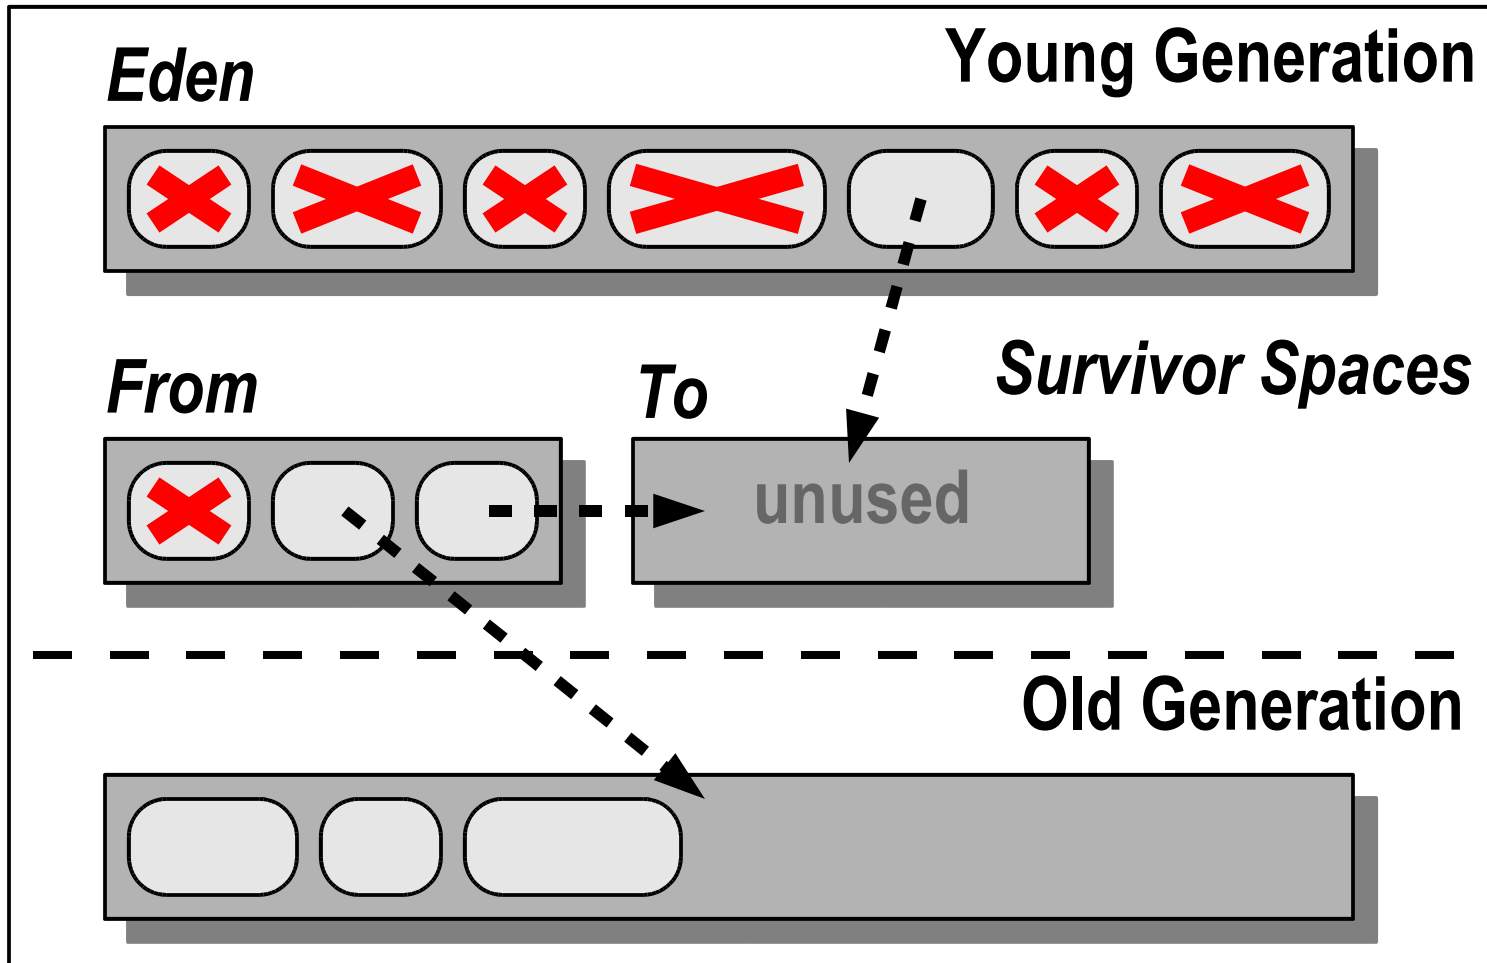 Young Generation
Eden
Survivor Spaces
From
To
unused
Old Generation